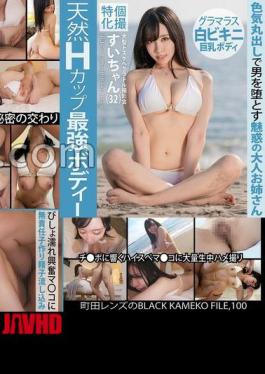 色気丸出しで男を堕とす
魅惑の大人お姉さん
グラマラス
白ビキニ
巨乳ボディ
個撮
特化
すいちゃん(32)
天然Hカップ
最強ボディー
秘密の交わり
びしょ濡れ興奮マ○コに
チ●ポに響くハイスペマ○コに大量生中ハメ撮り
町田レンズのBLACK KAMEKO FILE,100
JAVHD